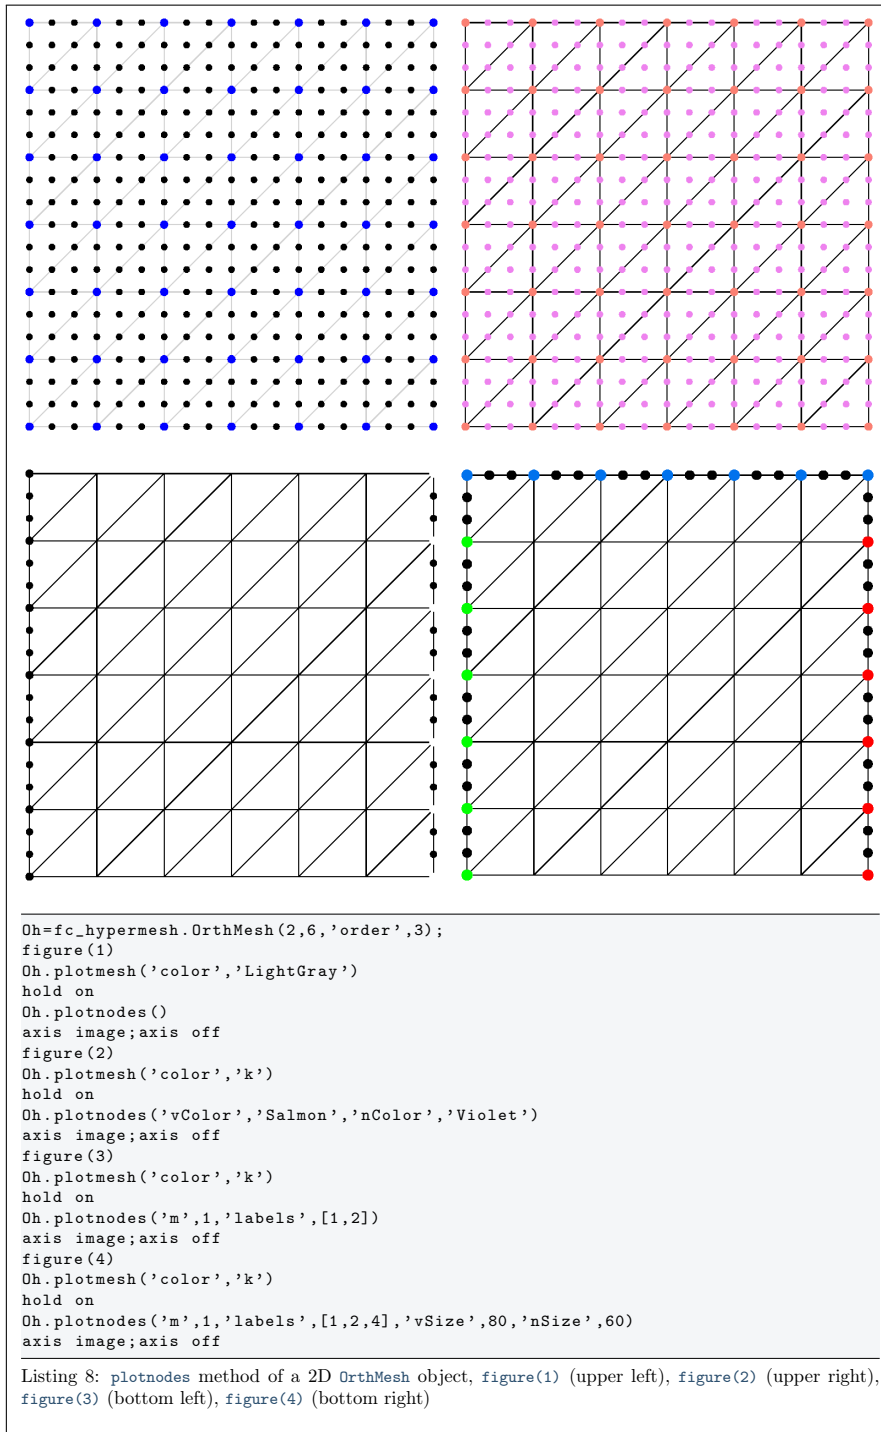 Oh=fc_hypermesh.OrthMesh(2,6,'order',3);
figure(1)
Oh.plotmesh('color','LightGray')
hold on
Oh.plotnodes()
axis image;axis off
figure(2)
Oh.plotmesh('color','k')
hold on
Oh.plotnodes('vColor','Salmon','nColor','Violet')
axis image;axis off
figure(3)
Oh.plotmesh('color','k')
hold on
Oh.plotnodes('m',1,'labels',[1,2])
axis image;axis off
figure(4)
Oh.plotmesh('color','k')
hold on
Oh.plotnodes('m',1,'labels',[1,2,4],'vSize',80,'nSize',60)
axis image;axis off
Listing 8: plotnodes method of a 2D OrthMesh object, figure(1) (upper left), figure(2) (upper right),
figure(3) (bottom left), figure(4) (bottom right)